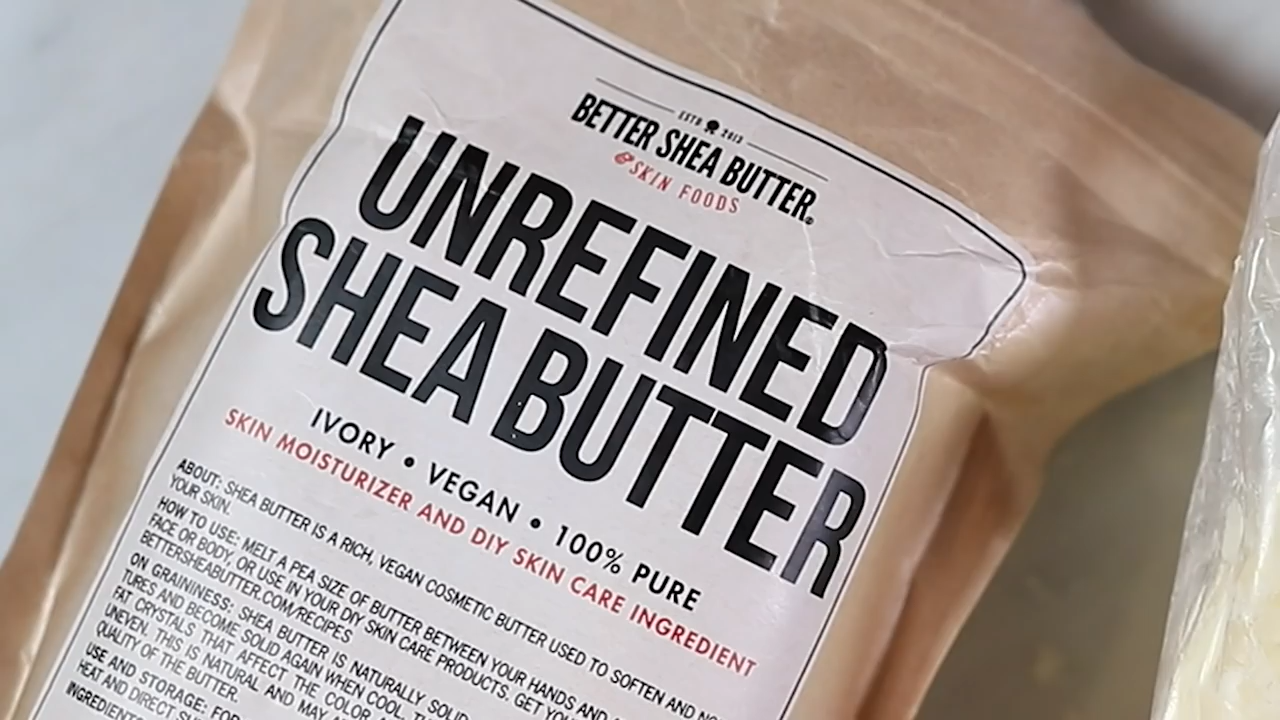 ESTD 2013
BETTER SHEA BUTTER®
& SKIN FOODS
UNREFINED
SHEA BUTTER
IVORY • VEGAN • 100% PURE
SKIN MOISTURIZER AND DIY SKIN CARE INGREDIENT
ABOUT: SHEA BUTTER IS A RICH, VEGAN COSMETIC BUTTER USED TO SOFTEN AND
YOUR SKIN.
HOW TO USE: MELT A PEA SIZE OF BUTTER BETWEEN YOUR HANDS AND
FACE OR BODY, OR USE IN YOUR DIY SKIN CARE PRODUCTS. GET
BETTERSHEABUTTER.COM/RECIPES
ON GRAININESS: SHEA BUTTER IS NATURALLY SOLID
TURES AND BECOME SOLID AGAIN WHEN COOL.
FAT CRYSTALS THAT AFFECT THE COLOR
UNEVEN. THIS IS NATURAL AND MAY
QUALITY OF THE BUTTER.
USE AND STORAGE: FOR
HEAT AND DIRECT